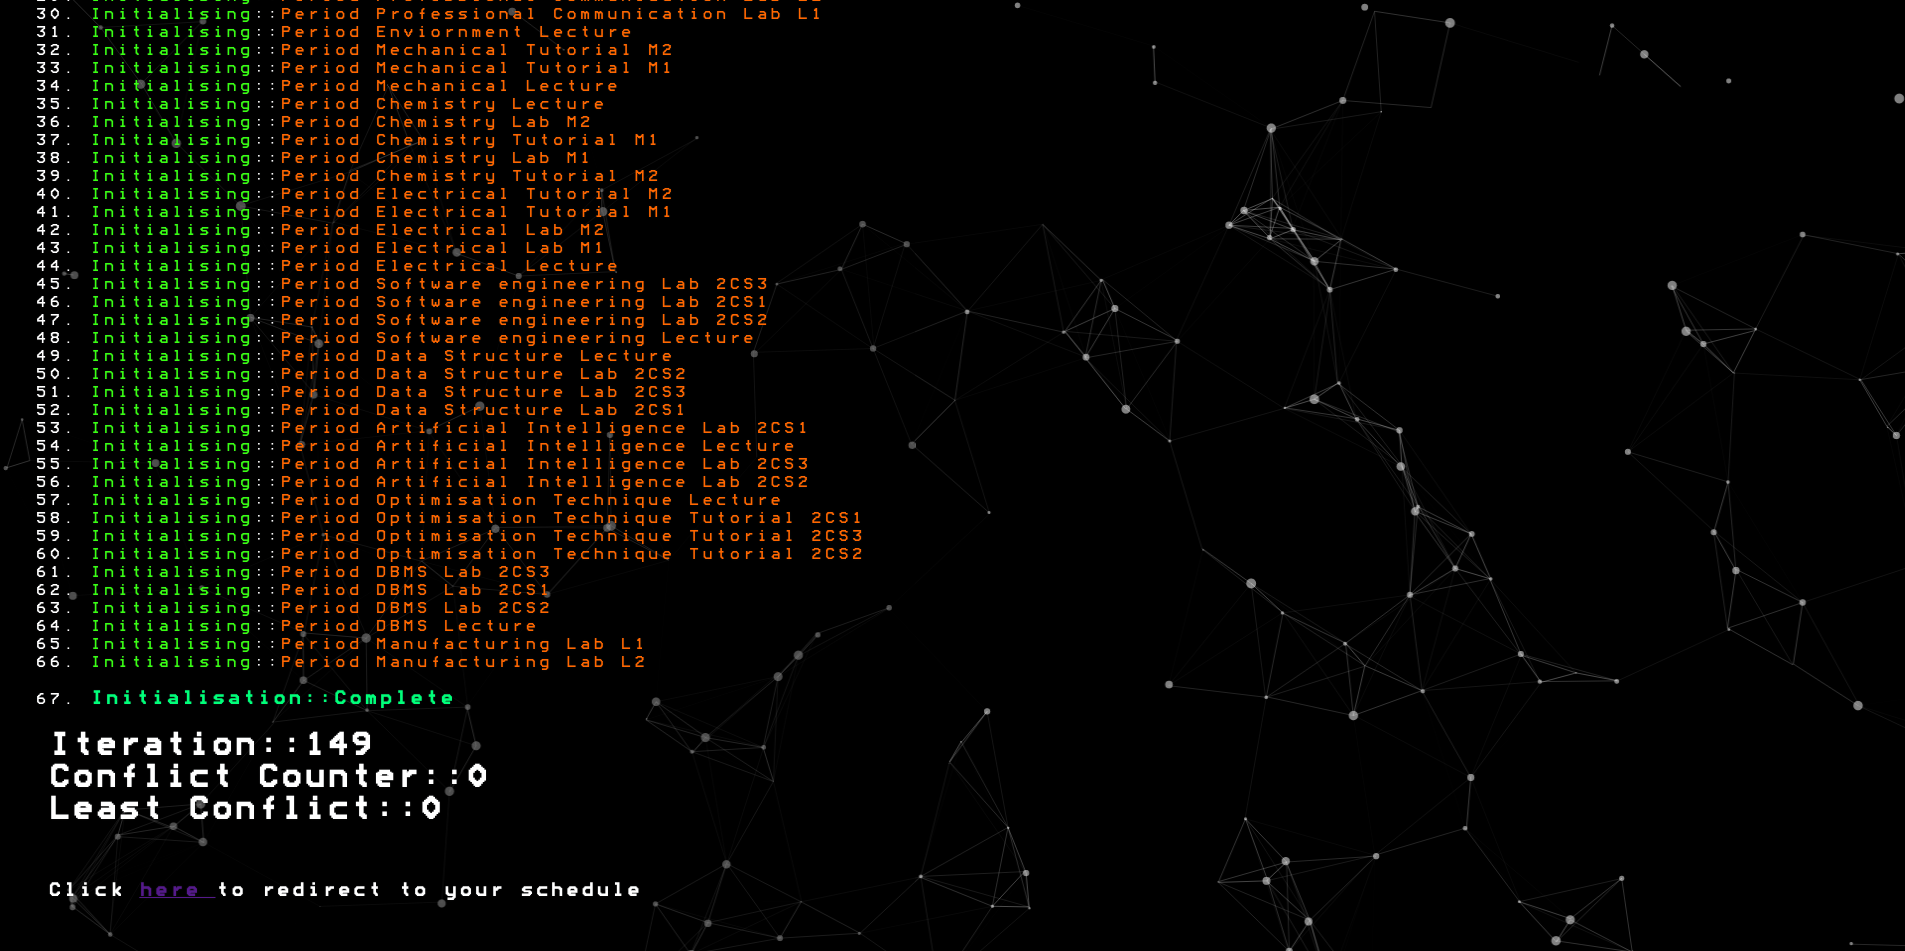 30. Initialising::Period Professional Communication Lab L1
31. Initialising::Period Enviornment Lecture
32. Initialising::Period Mechanical Tutorial M2
33. Initialising::Period Mechanical Tutorial M1
34. Initialising::Period Mechanical Lecture
35. Initialising::Period Chemistry Lecture
36. Initialising::Period Chemistry Lab M2
37. Initialising::Period Chemistry Tutorial M1
38. Initialising::Period Chemistry Lab M1
39. Initialising::Period Chemistry Tutorial M2
40. Initialising::Period Electrical Tutorial M2
41. Initialising::Period Electrical Tutorial M1
42. Initialising::Period Electrical Lab M2
43. Initialising::Period Electrical Lab M1
44. Initialising::Period Electrical Lecture
45. Initialising::Period Software engineering Lab 2CS3
46. Initialising::Period Software engineering Lab 2CS1
47. Initialising::Period Software engineering Lab 2CS2
48. Initialising::Period Software engineering Lecture
49. Initialising::Period Data Structure Lecture
50. Initialising::Period Data Structure Lab 2CS2
51. Initialising::Period Data Structure Lab 2CS3
52. Initialising::Period Data Structure Lab 2CS1
53. Initialising::Period Artificial Intelligence Lab 2CS1
54. Initialising::Period Artificial Intelligence Lecture
55. Initialising::Period Artificial Intelligence Lab 2CS3
56. Initialising::Period Artificial Intelligence Lab 2CS2
57. Initialising::Period Optimisation Technique Lecture
58. Initialising::Period Optimisation Technique Tutorial 2CS1
59. Initialising::Period Optimisation Technique Tutorial 2CS3
60. Initialising::Period Optimisation Technique Tutorial 2CS2
61. Initialising::Period DBMS Lab 2CS3
62. Initialising::Period DBMS Lab 2CS1
63. Initialising::Period DBMS Lab 2CS2
64. Initialising::Period DBMS Lecture
65. Initialising::Period Manufacturing Lab L1
66. Initialising::Period Manufacturing Lab L2
67. Initialisation::Complete
Iteration::149
Conflict Counter::0
Least Conflict::0
Click here to redirect to your schedule